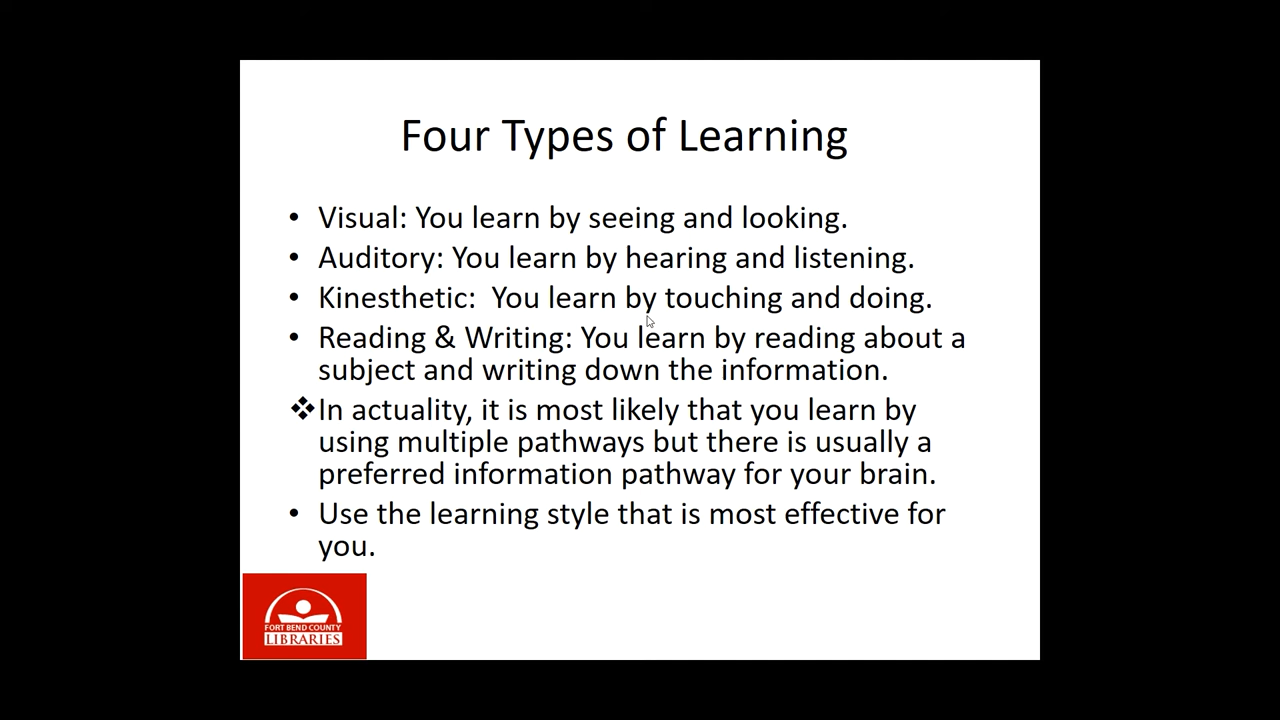 Four Types of Learning
• Visual: You learn by seeing and looking.
• Auditory: You learn by hearing and listening.
• Kinesthetic:  You learn by touching and doing.
• Reading & Writing: You learn by reading about a
subject and writing down the information.
❖In actuality, it is most likely that you learn by
using multiple pathways but there is usually a
preferred information pathway for your brain.
• Use the learning style that is most effective for
you.
FORT BEND COUNTY
LIBRARIES